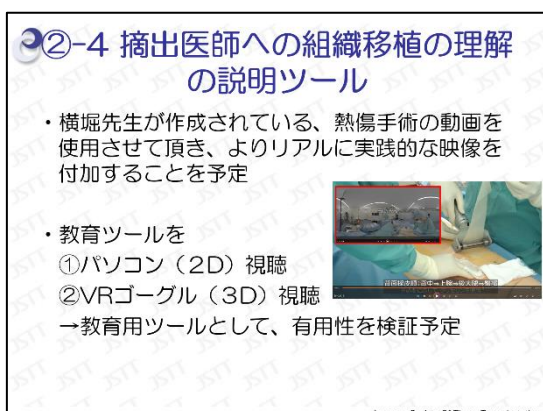 ②-4 摘出医師への組織移植の理解
の説明ツール
・横堀先生が作成されている、熱傷手術の動画を
使用させて頂き、よりリアルに実践的な映像を
付加することを予定
・教育ツールを
①パソコン（2D）視聴
②VRゴーグル（3D）視聴
→教育用ツールとして、有用性を検証予定
JSTT